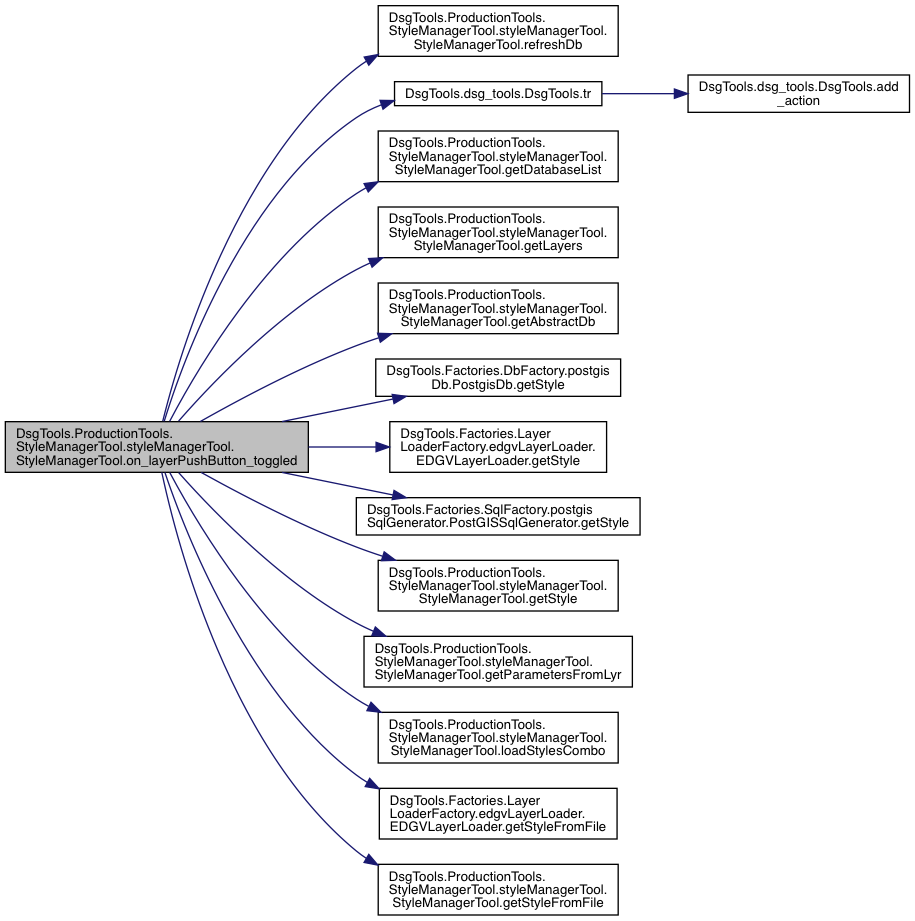 DsgTools.ProductionTools.
StyleManagerTool.styleManagerTool.
StyleManagerTool.on_layerPushButton_toggled
DsgTools.ProductionTools.
StyleManagerTool.styleManagerTool.
StyleManagerTool.refreshDb
DsgTools.dsg_tools.DsgTools.tr
DsgTools.dsg_tools.DsgTools.add
_action
DsgTools.ProductionTools.
StyleManagerTool.styleManagerTool.
StyleManagerTool.getDatabaseList
DsgTools.ProductionTools.
StyleManagerTool.styleManagerTool.
StyleManagerTool.getLayers
DsgTools.ProductionTools.
StyleManagerTool.styleManagerTool.
StyleManagerTool.getAbstractDb
DsgTools.Factories.DbFactory.postgis
Db.PostgisDb.getStyle
DsgTools.Factories.Layer
LoaderFactory.edgvLayerLoader.
EDGVLayerLoader.getStyle
DsgTools.Factories.SqlFactory.postgis
SqlGenerator.PostGISSqlGenerator.getStyle
DsgTools.ProductionTools.
StyleManagerTool.styleManagerTool.
StyleManagerTool.getStyle
DsgTools.ProductionTools.
StyleManagerTool.styleManagerTool.
StyleManagerTool.getParametersFromLyr
DsgTools.ProductionTools.
StyleManagerTool.styleManagerTool.
StyleManagerTool.loadStylesCombo
DsgTools.Factories.Layer
LoaderFactory.edgvLayerLoader.
EDGVLayerLoader.getStyleFromFile
DsgTools.ProductionTools.
StyleManagerTool.styleManagerTool.
StyleManagerTool.getStyleFromFile